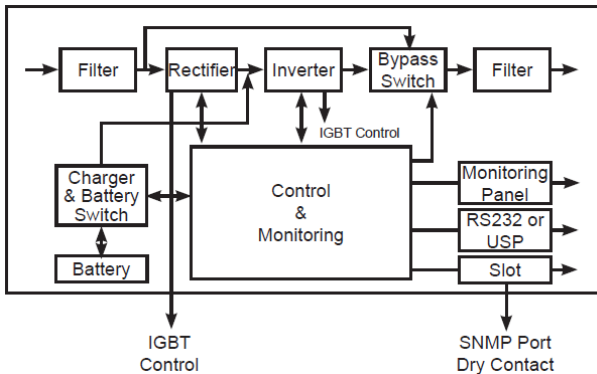 Filter
Rectifier
Inverter
Bypass
Switch
Filter
IGBT Control
Charger
& Battery
Switch
Battery
Control
&
Monitoring
Monitoring
Panel
RS232 or
USP
Slot
IGBT
Control
SNMP Port
Dry Contact